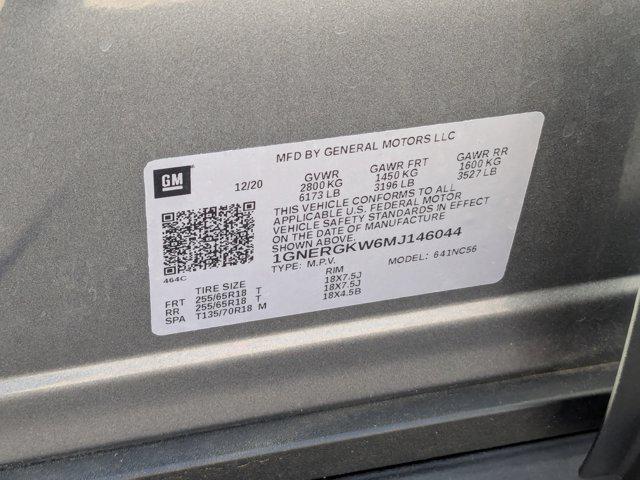 MFD BY GENERAL MOTORS LLC
GM
12/20
GVWR GAWR FRT GAWR RR
2800 KG 1450 KG 1600 KG
6173 LB 3196 LB 3527 LB
THIS VEHICLE CONFORMS TO ALL
APPLICABLE U.S. FEDERAL MOTOR
VEHICLE SAFETY STANDARDS IN EFFECT
ON THE DATE OF MANUFACTURE
SHOWN ABOVE.
1GNERGKW6MJ146044
TYPE: M.P.V. MODEL: 641NC56
464C
TIRE SIZE RIM
FRT 255/65R18 T 18X7.5J
RR 255/65R18 T 18X7.5J
SPA T135/70R18 M 18X4.5B